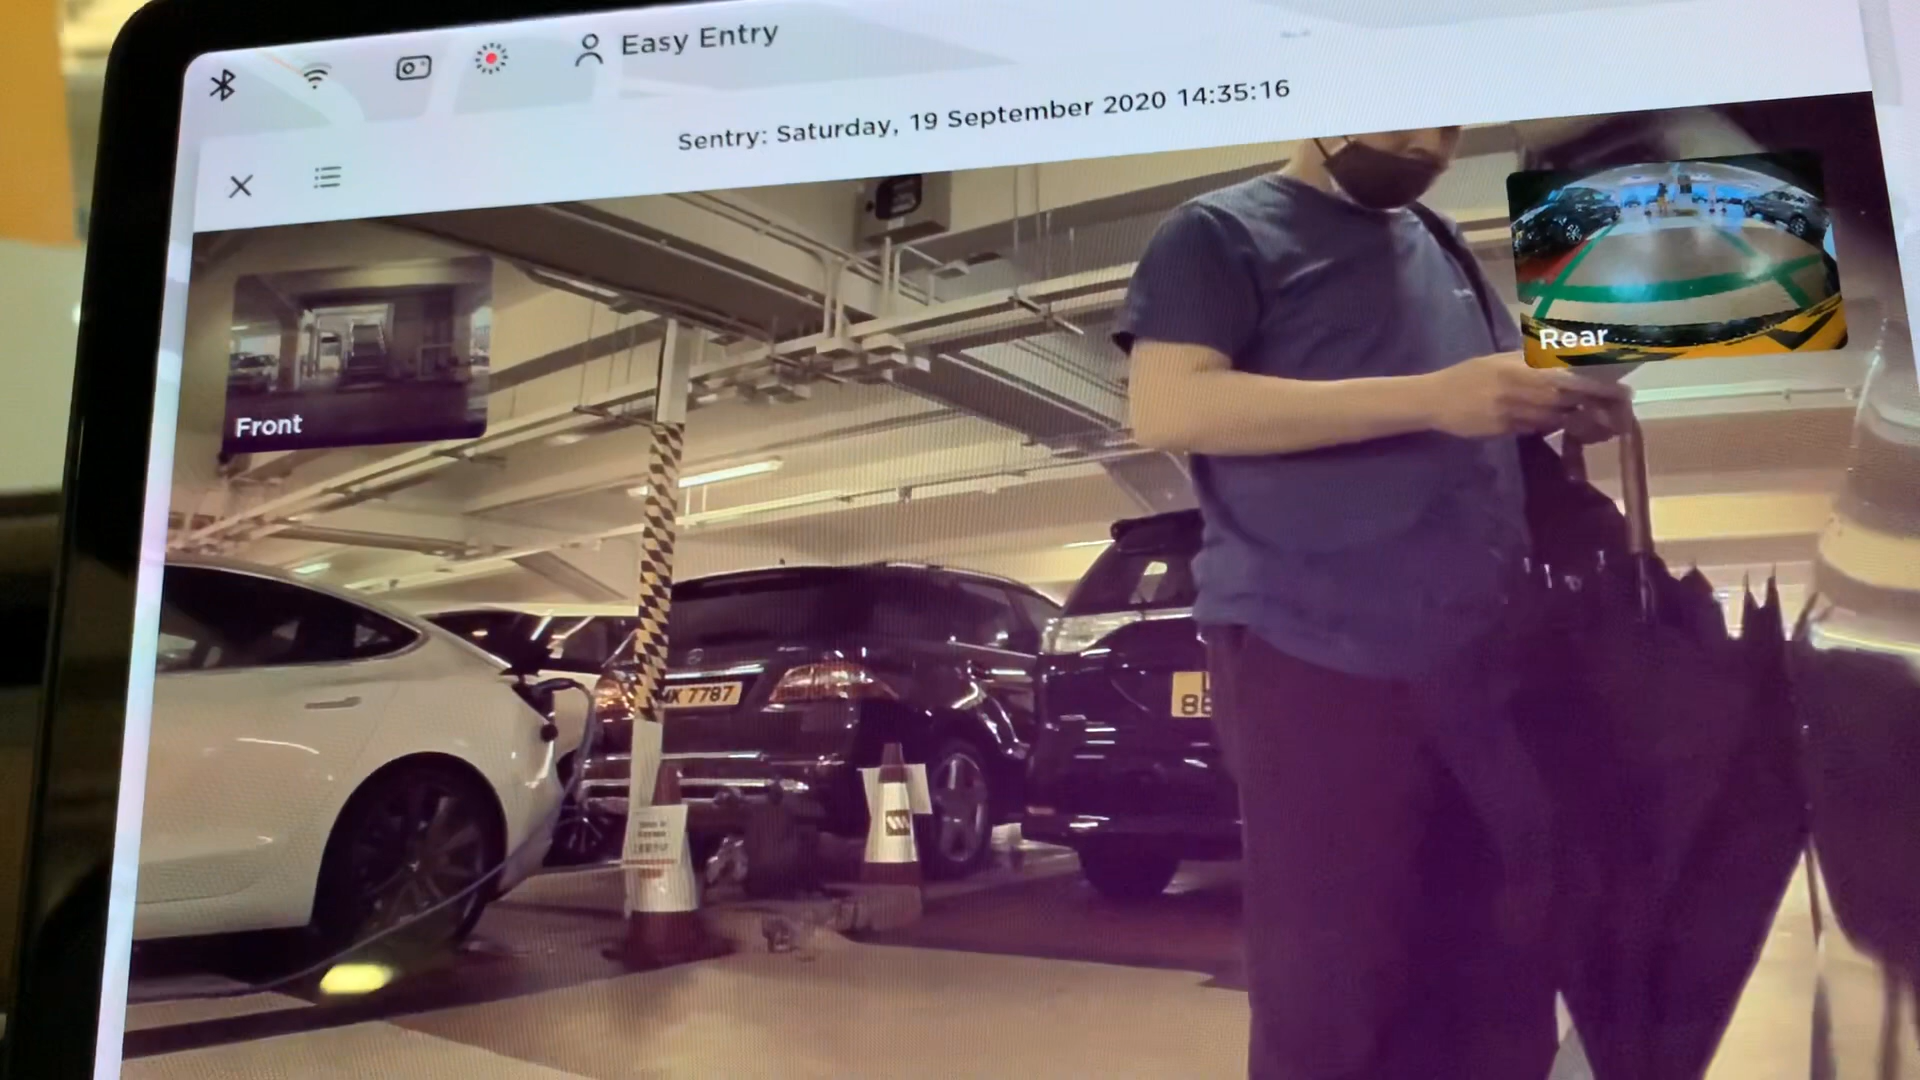 Easy Entry
Sentry: Saturday, 19 September 2020 14:35:16
Front
Rear
7787